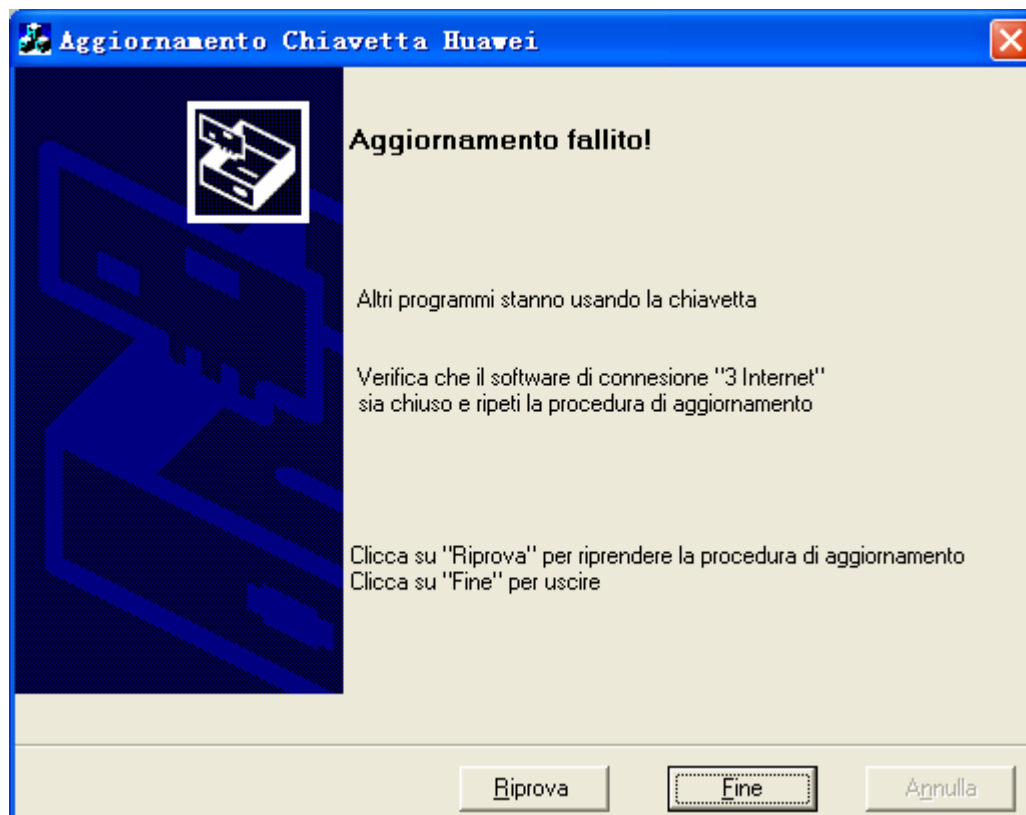 Aggiornamento Chiavetta Huawei
Aggiornamento fallito!
Altri programmi stanno usando la chiavetta
Verifica che il software di connesione "3 Internet"
sia chiuso e ripeti la procedura di aggiornamento
Clicca su "Riprova" per riprendere la procedura di aggiornamento
Clicca su "Fine" per uscire
Riprova
Fine
Annulla